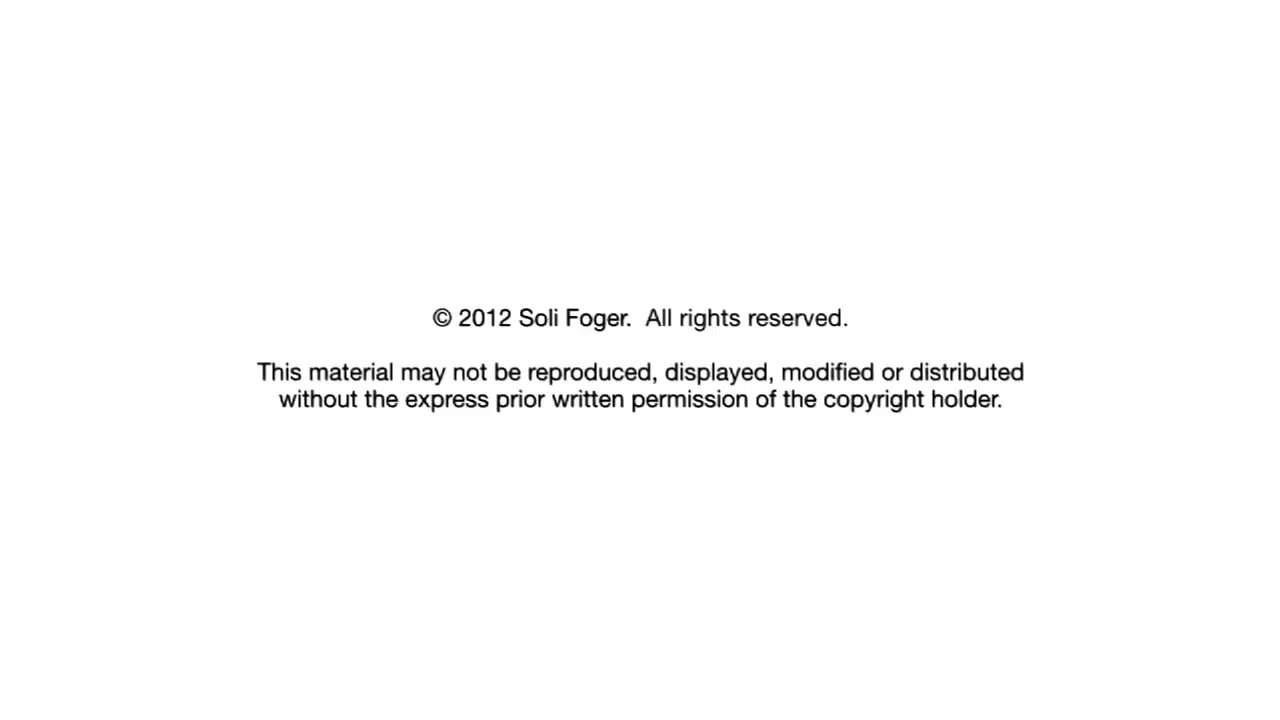 © 2012 Soli Foger.  All rights reserved.
This material may not be reproduced, displayed, modified or distributed
without the express prior written permission of the copyright holder.